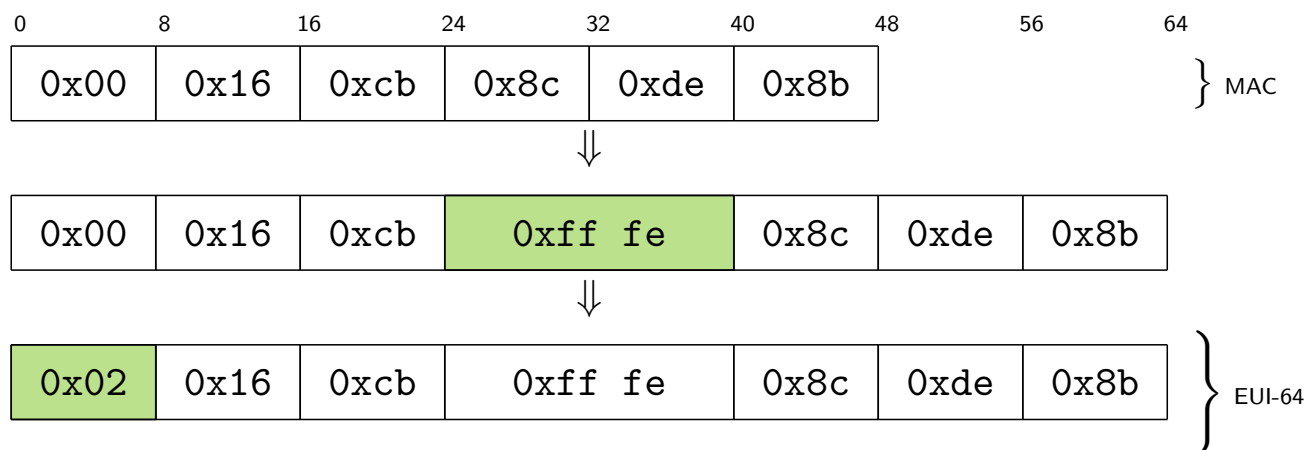 0 8 16 24 32 40 48 56 64
0x00 0x16 0xcb 0x8c 0xde 0x8b } MAC
⇓
0x00 0x16 0xcb 0xff fe 0x8c 0xde 0x8b
⇓
0x02 0x16 0xcb 0xff fe 0x8c 0xde 0x8b } EUI-64